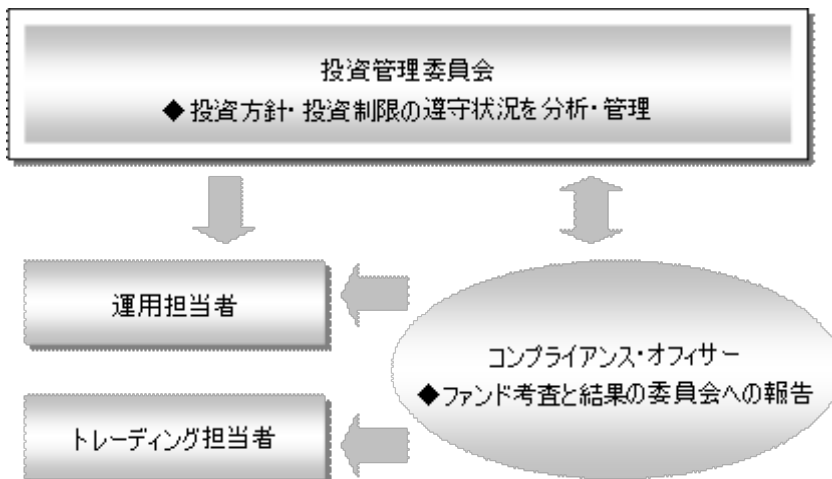 投資管理委員会
◆投資方針・投資制限の遵守状況を分析・管理
運用担当者
コンプライアンス・オフィサー
◆ファンド考査と結果の委員会への報告
トレーディング担当者